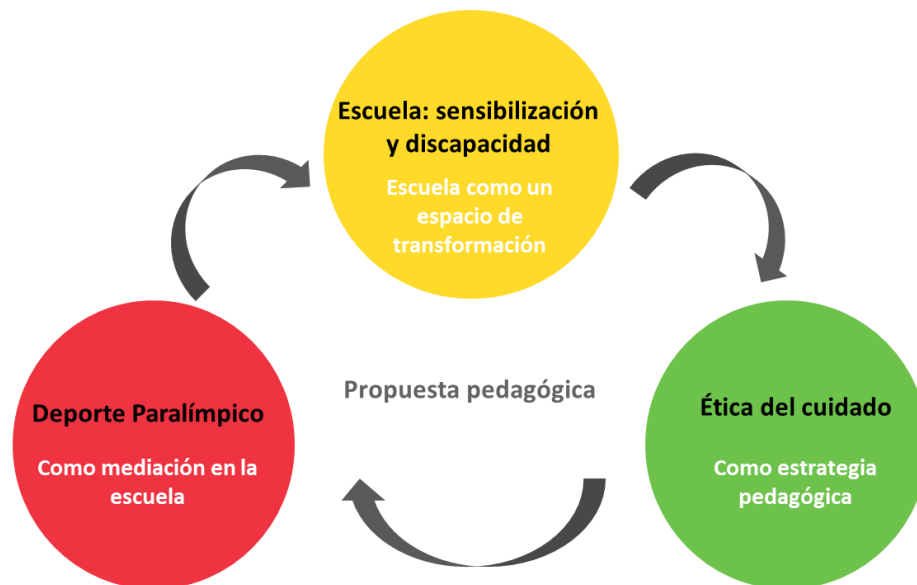 Escuela: sensibilización
y discapacidad
Escuela como un
espacio de
transformación
Propuesta pedagógica
Deporte Paralímpico
Como mediación en la
escuela
Ética del cuidado
Como estrategia
pedagógica